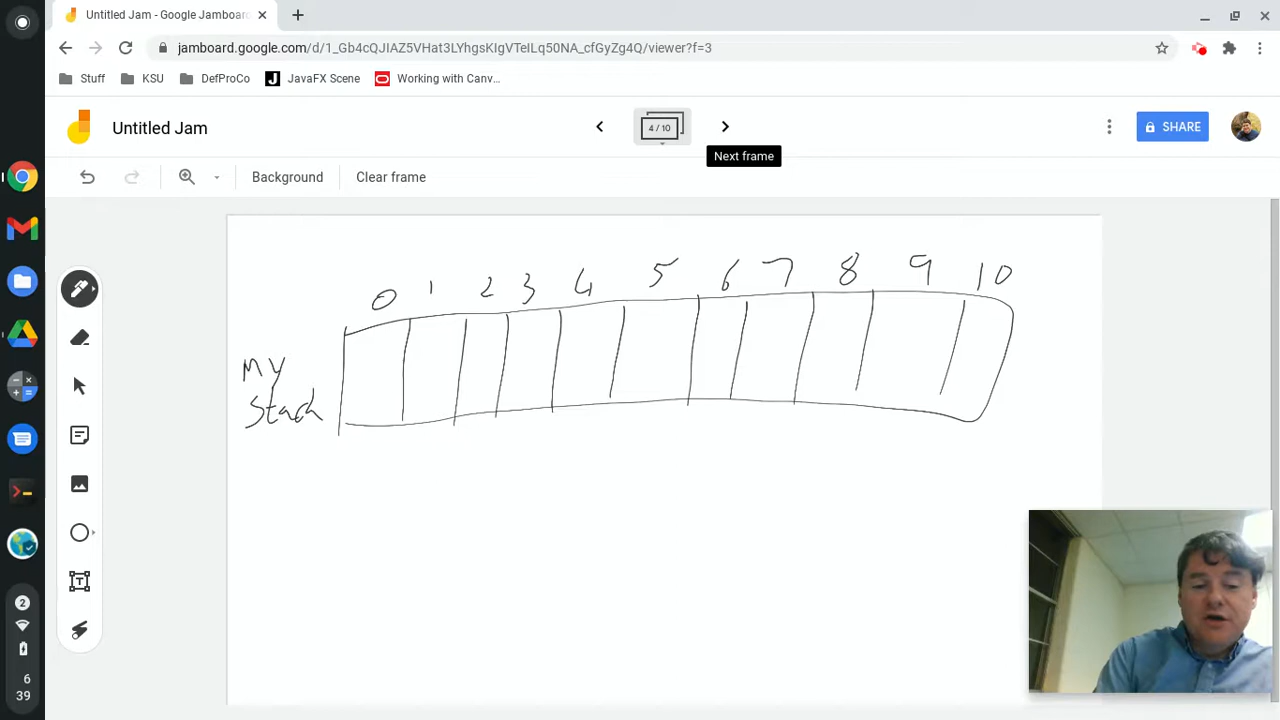 Untitled Jam - Google Jamboard
jamboard.google.com/d/1_Gb4cQJIAZ5VHat3LYhgsKIgVTeILq50NA_cfGyZg4Q/viewer?f=3
Stuff
KSU
DefProCo
JavaFX Scene
Working with Canv...
Untitled Jam
4 / 10
SHARE
Next frame
Background
Clear frame
0 1 2 3 4 5 6 7 8 9 10
My
Stack
2
6
39